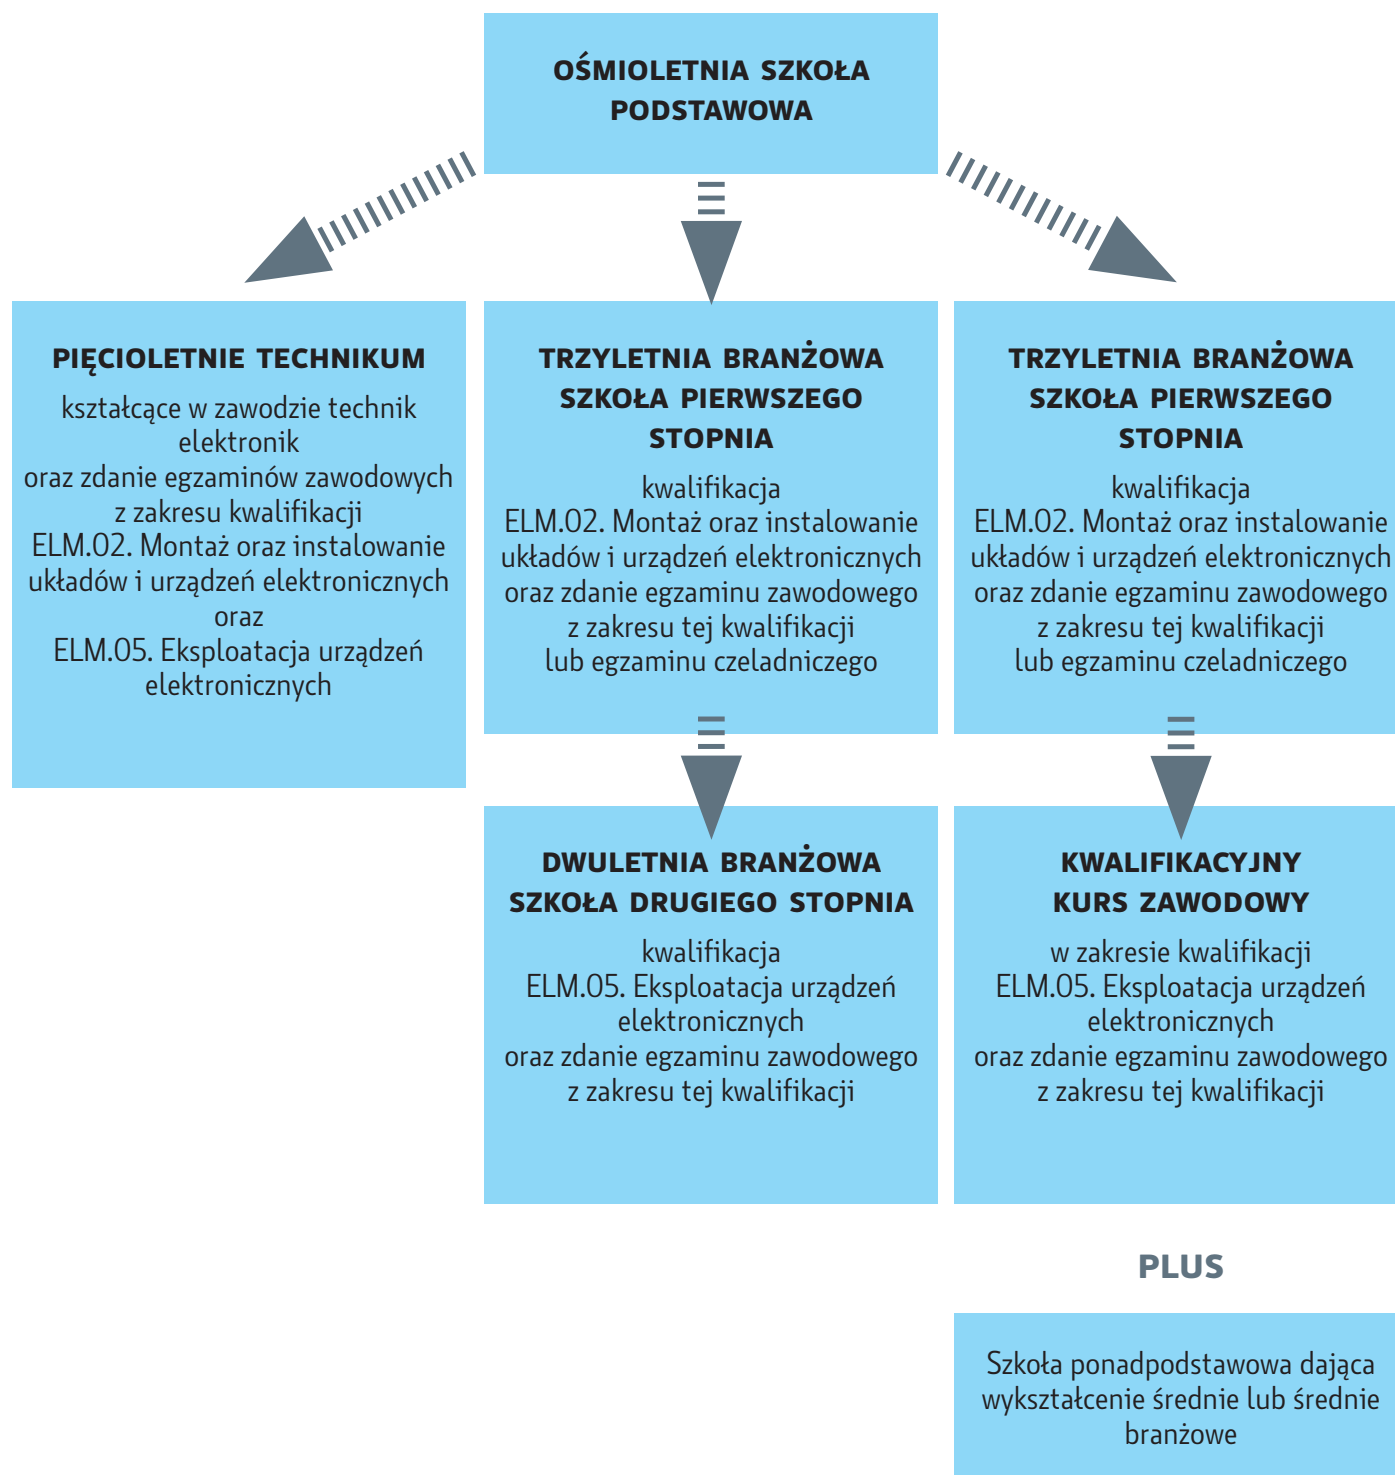 OŚMIOLETNIA SZKOŁA
PODSTAWOWA
PIĘCIOLETNIE TECHNIKUM
kształcące w zawodzie technik
elektronik
oraz zdanie egzaminów zawodowych
z zakresu kwalifikacji
ELM.02. Montaż oraz instalowanie
układów i urządzeń elektronicznych
oraz
ELM.05. Eksploatacja urządzeń
elektronicznych
TRZYLETNIA BRANŻOWA
SZKOŁA PIERWSZEGO
STOPNIA
kwalifikacja
ELM.02. Montaż oraz instalowanie
układów i urządzeń elektronicznych
oraz zdanie egzaminu zawodowego
z zakresu tej kwalifikacji
lub egzaminu czeladniczego
TRZYLETNIA BRANŻOWA
SZKOŁA PIERWSZEGO
STOPNIA
kwalifikacja
ELM.02. Montaż oraz instalowanie
układów i urządzeń elektronicznych
oraz zdanie egzaminu zawodowego
z zakresu tej kwalifikacji
lub egzaminu czeladniczego
DWULETNIA BRANŻOWA
SZKOŁA DRUGIEGO STOPNIA
kwalifikacja
ELM.05. Eksploatacja urządzeń
elektronicznych
oraz zdanie egzaminu zawodowego
z zakresu tej kwalifikacji
KWALIFIKACYJNY
KURS ZAWODOWY
w zakresie kwalifikacji
ELM.05. Eksploatacja urządzeń
elektronicznych
oraz zdanie egzaminu zawodowego
z zakresu tej kwalifikacji
PLUS
Szkoła ponadpodstawowa dająca
wykształcenie średnie lub średnie
branżowe